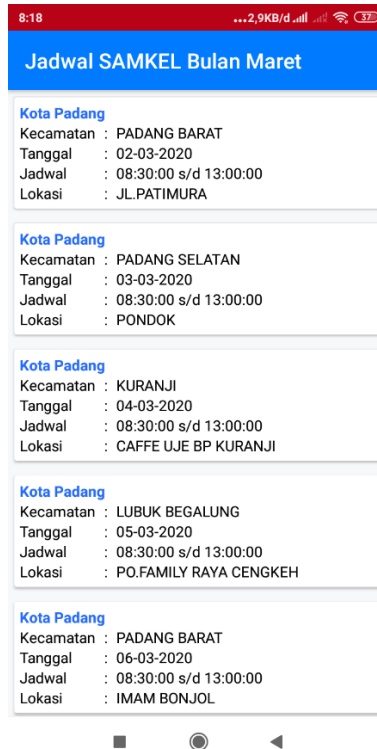 8:18
...2,9KB/d
37
Jadwal SAMKEL Bulan Maret
Kota Padang
Kecamatan : PADANG BARAT
Tanggal : 02-03-2020
Jadwal : 08:30:00 s/d 13:00:00
Lokasi : JL.PATIMURA
Kota Padang
Kecamatan : PADANG SELATAN
Tanggal : 03-03-2020
Jadwal : 08:30:00 s/d 13:00:00
Lokasi : PONDOK
Kota Padang
Kecamatan : KURANJI
Tanggal : 04-03-2020
Jadwal : 08:30:00 s/d 13:00:00
Lokasi : CAFFE UJE BP KURANJI
Kota Padang
Kecamatan : LUBUK BEGALUNG
Tanggal : 05-03-2020
Jadwal : 08:30:00 s/d 13:00:00
Lokasi : PO.FAMILY RAYA CENGKEH
Kota Padang
Kecamatan : PADANG BARAT
Tanggal : 06-03-2020
Jadwal : 08:30:00 s/d 13:00:00
Lokasi : IMAM BONJOL